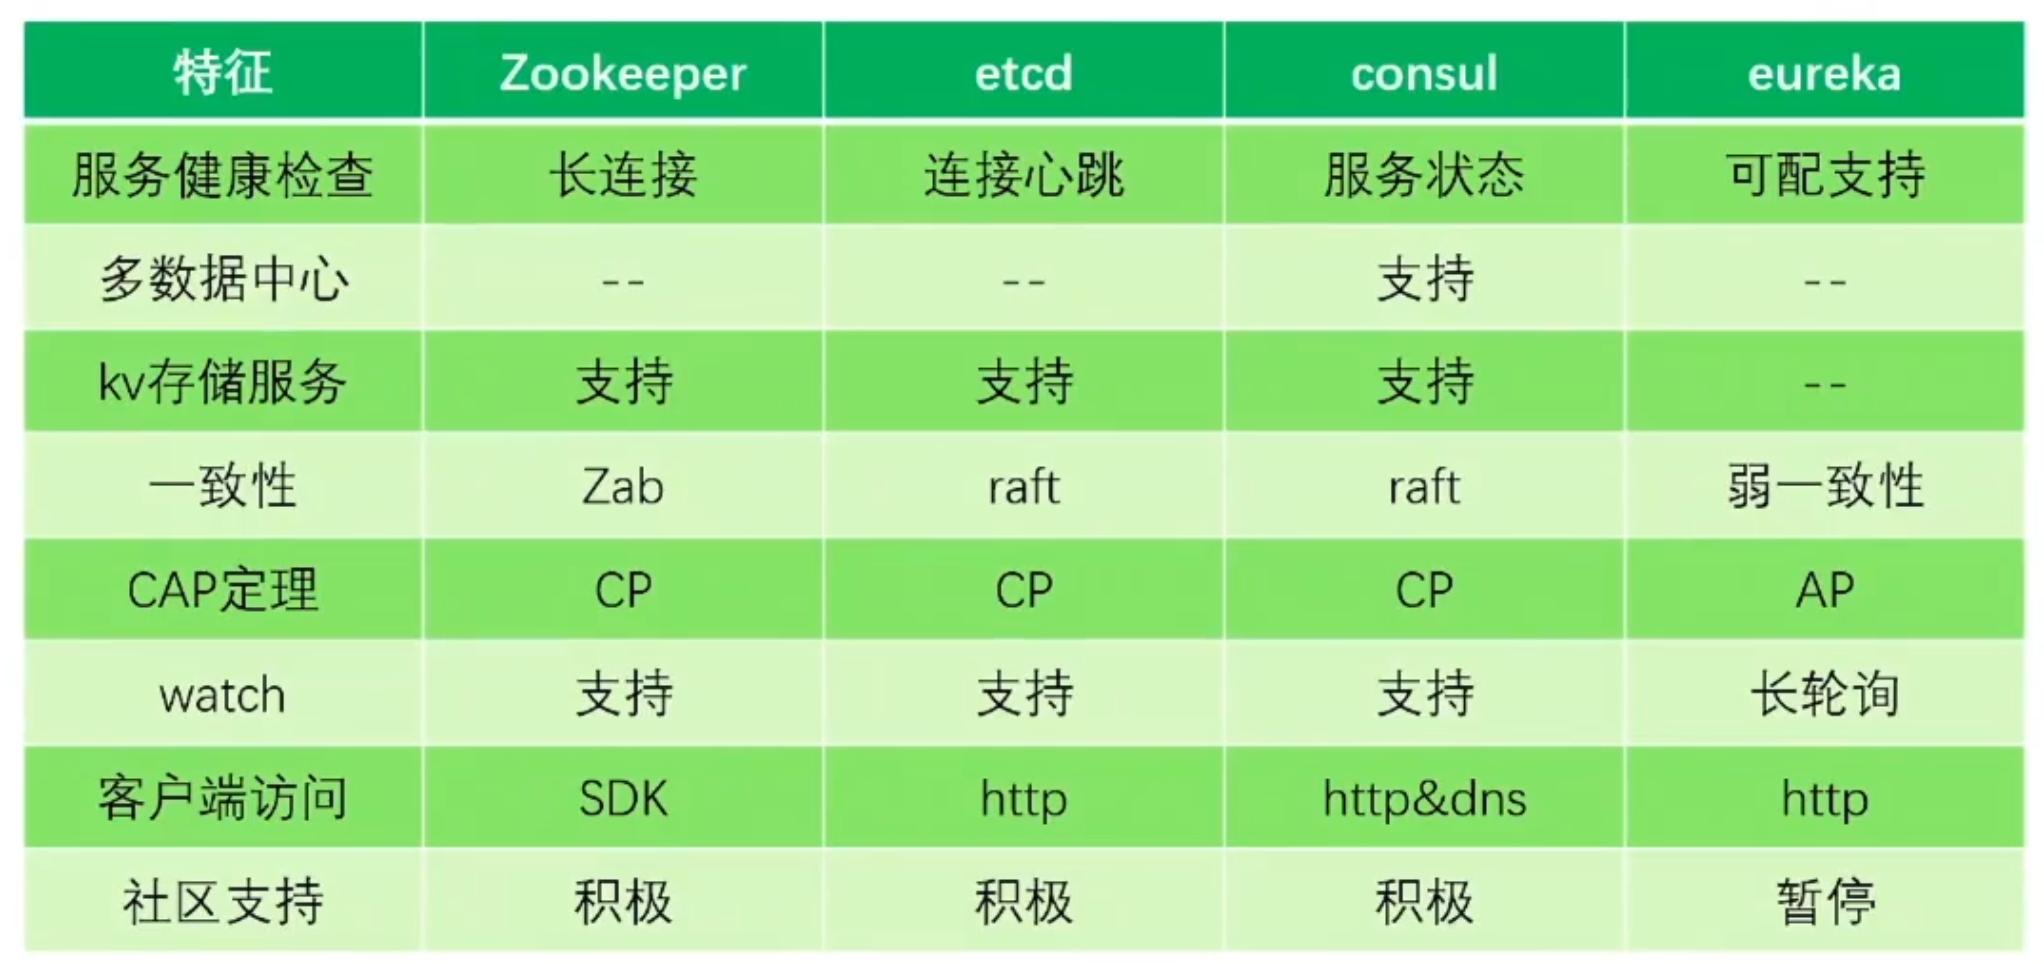 特征 Zookeeper etcd consul eureka
服务健康检查 长连接 连接心跳 服务状态 可配支持
多数据中心 -- -- 支持 --
kv存储服务 支持 支持 支持 --
一致性 Zab raft raft 弱一致性
CAP定理 CP CP CP AP
watch 支持 支持 支持 长轮询
客户端访问 SDK http http&dns http
社区支持 积极 积极 积极 暂停